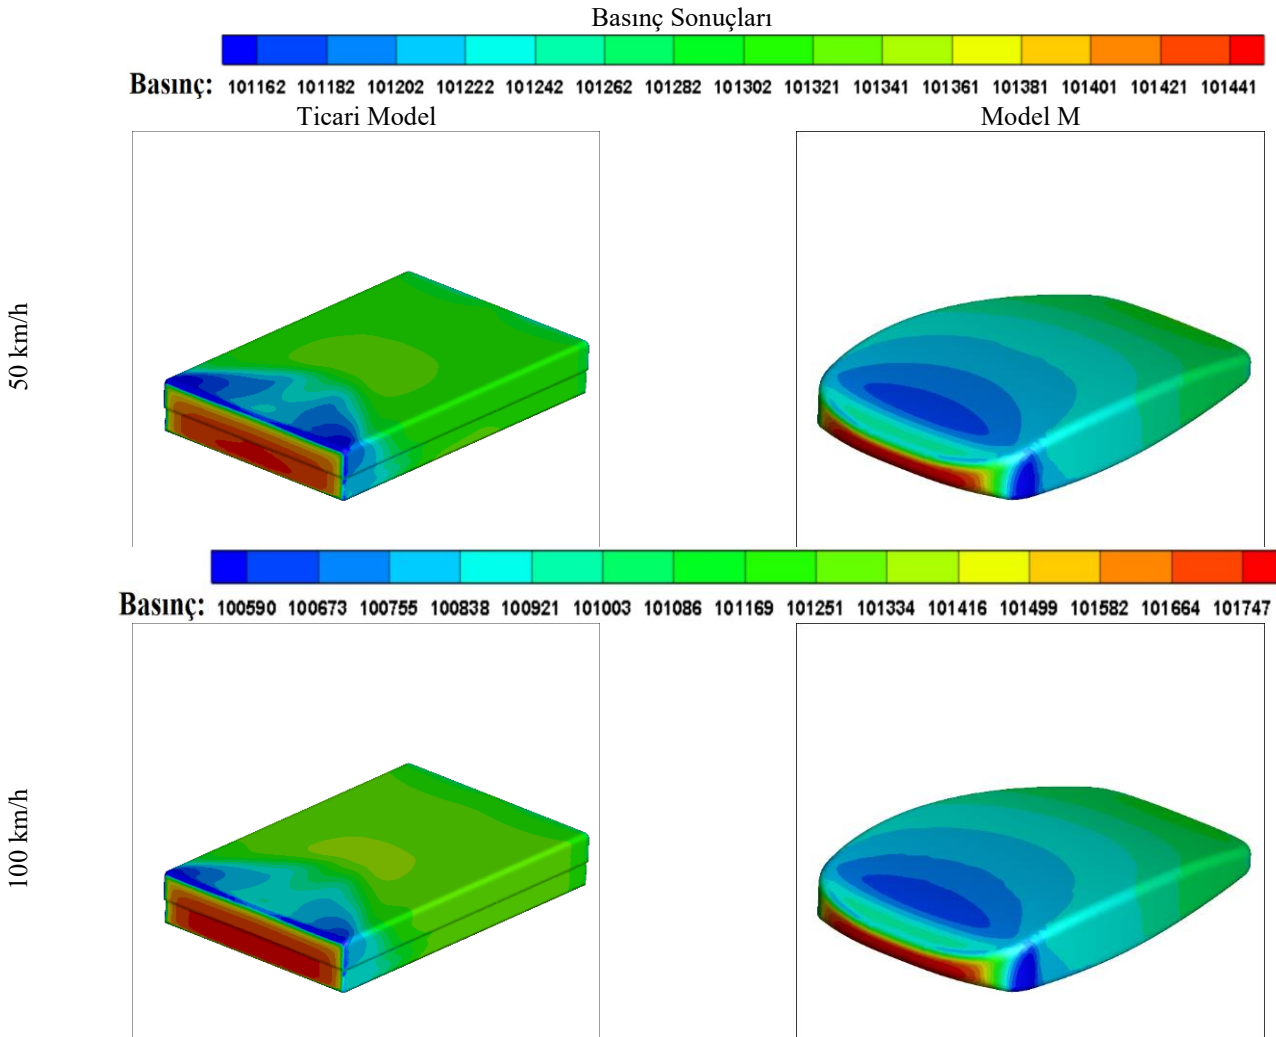 Basınç Sonuçları
Basınç: 101162 101182 101202 101222 101242 101262 101282 101302 101321 101341 101361 101381 101401 101421 101441
Ticari Model Model M
50 km/h
Basınç: 100590 100673 100755 100838 100921 101003 101086 101169 101251 101334 101416 101499 101582 101664 101747
100 km/h